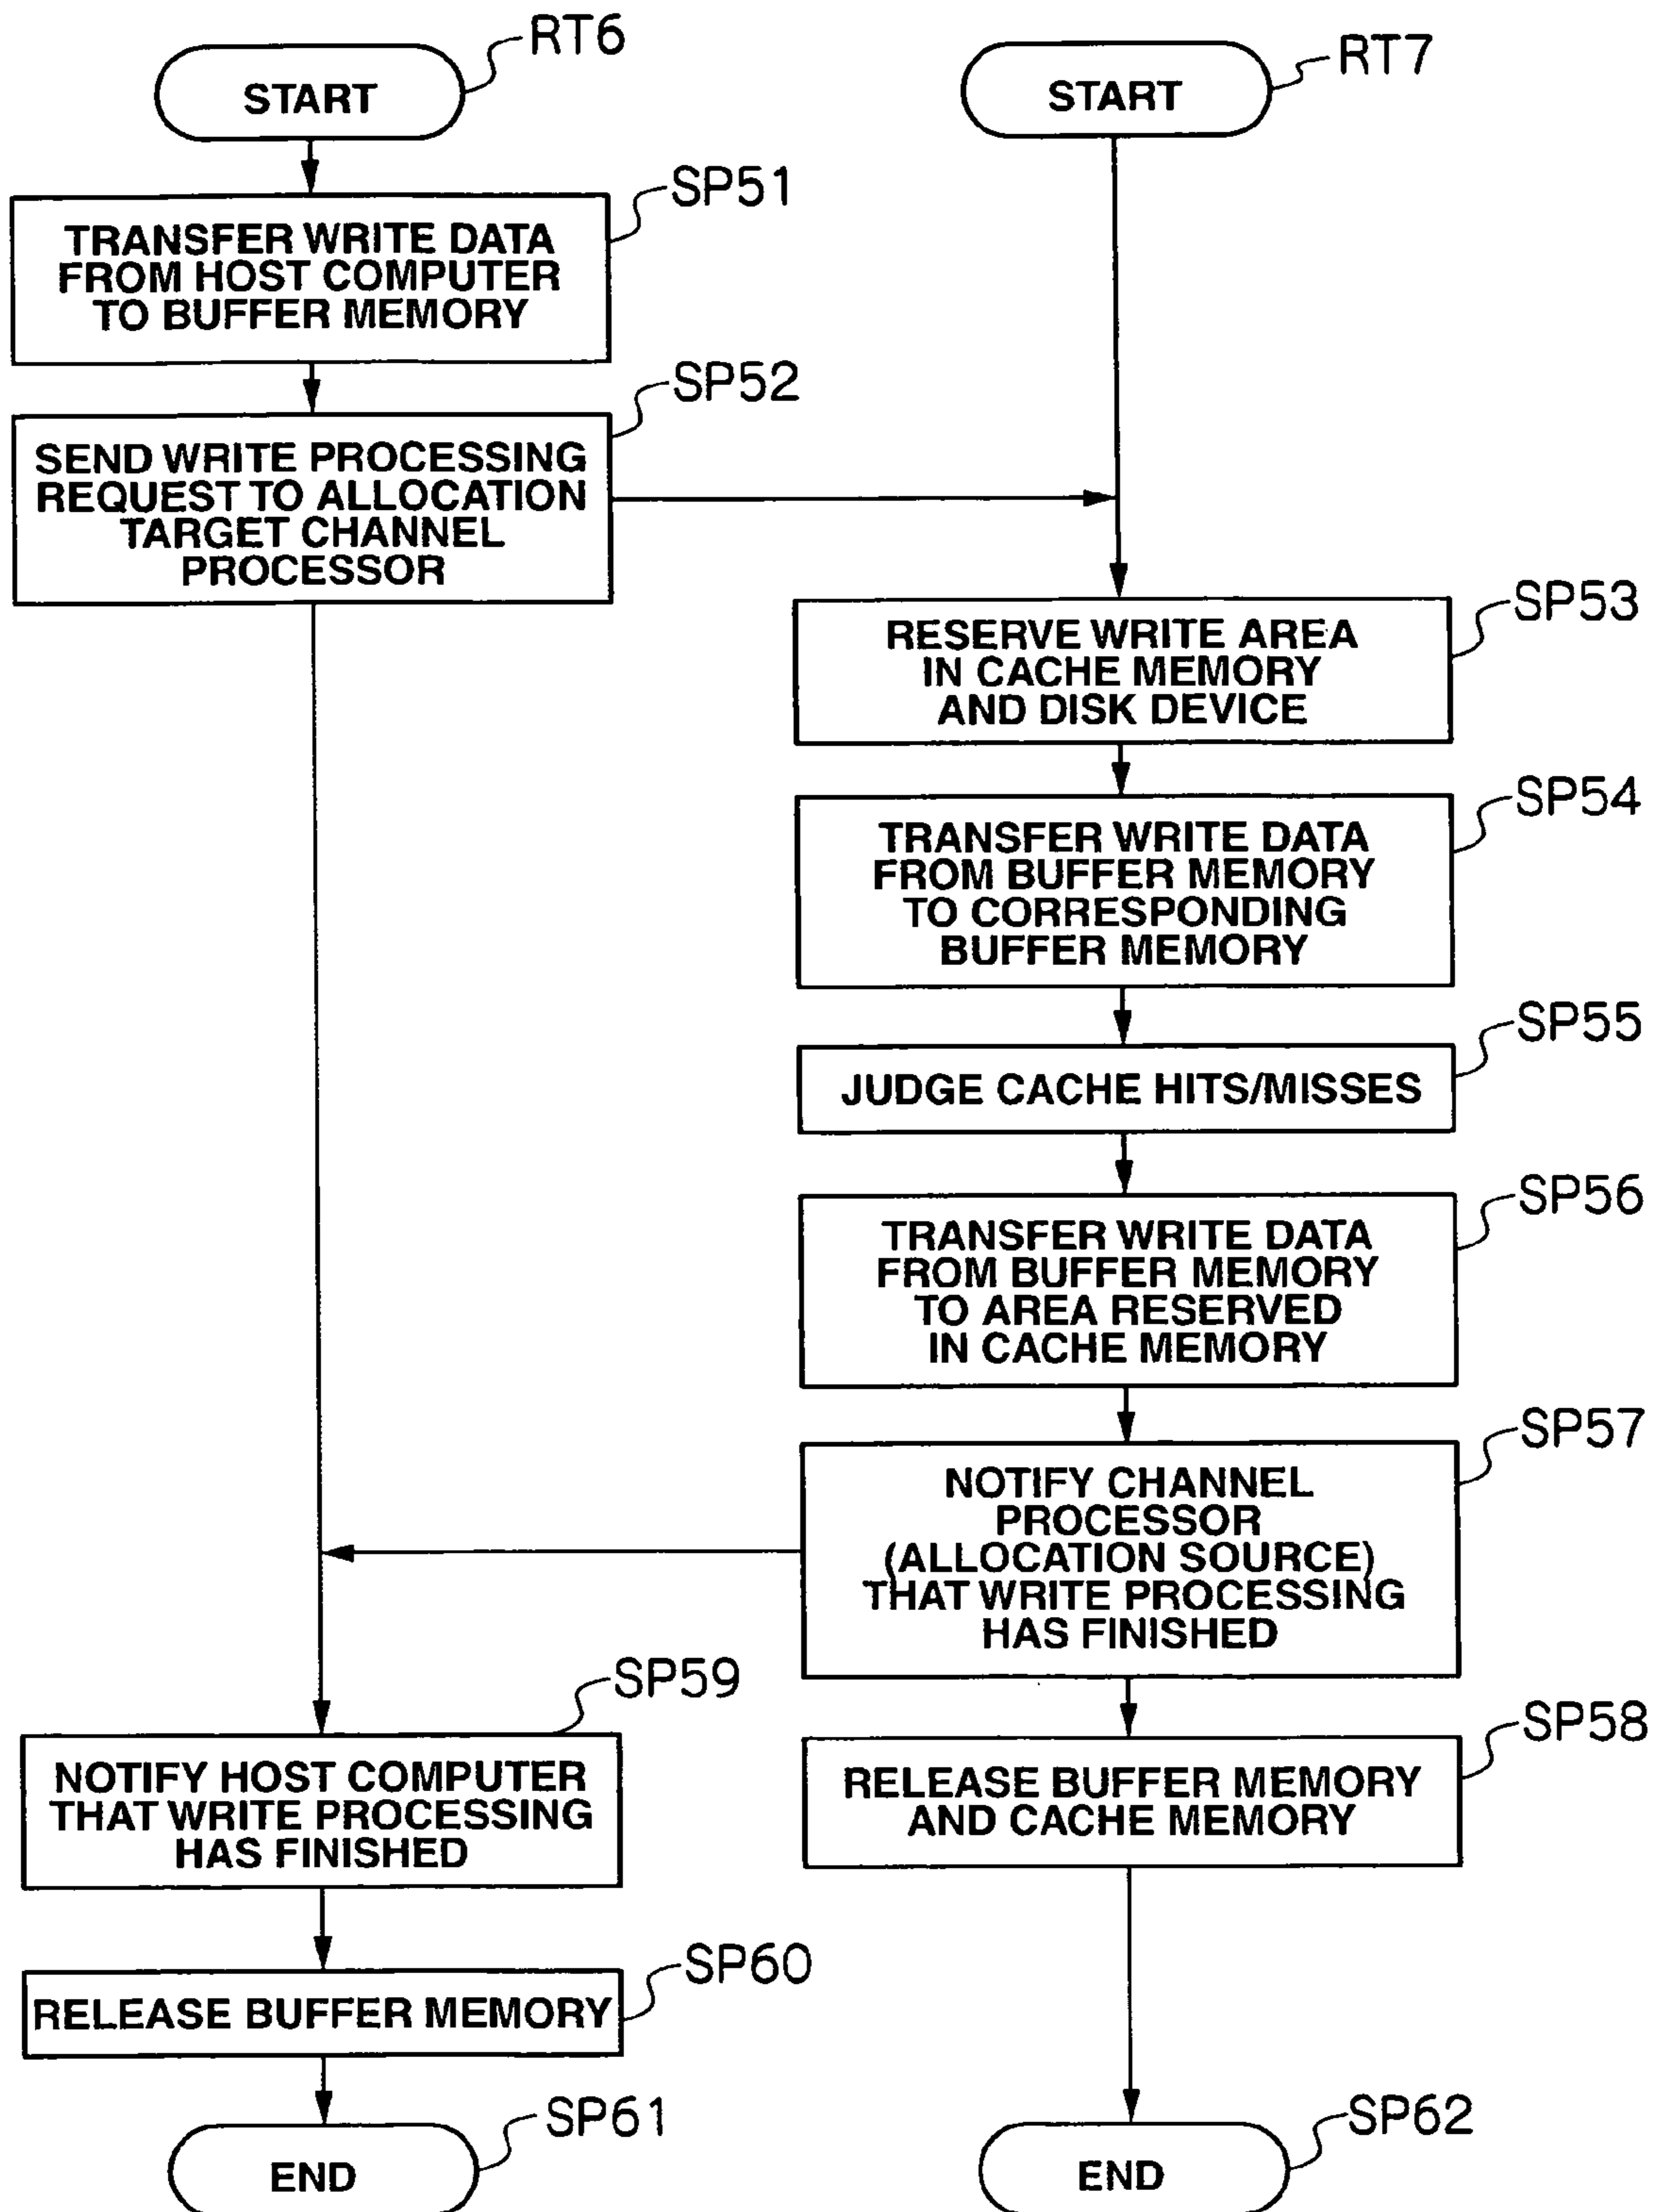 RT6
START
SP51
TRANSFER WRITE DATA
FROM HOST COMPUTER
TO BUFFER MEMORY
SP52
SEND WRITE PROCESSING
REQUEST TO ALLOCATION
TARGET CHANNEL
PROCESSOR
RT7
START
SP53
RESERVE WRITE AREA
IN CACHE MEMORY
AND DISK DEVICE
SP54
TRANSFER WRITE DATA
FROM BUFFER MEMORY
TO CORRESPONDING
BUFFER MEMORY
SP55
JUDGE CACHE HITS/MISSES
SP56
TRANSFER WRITE DATA
FROM BUFFER MEMORY
TO AREA RESERVED
IN CACHE MEMORY
SP57
NOTIFY CHANNEL
PROCESSOR
(ALLOCATION SOURCE)
THAT WRITE PROCESSING
HAS FINISHED
SP59
NOTIFY HOST COMPUTER
THAT WRITE PROCESSING
HAS FINISHED
SP58
RELEASE BUFFER MEMORY
AND CACHE MEMORY
SP60
RELEASE BUFFER MEMORY
SP61
END
SP62
END